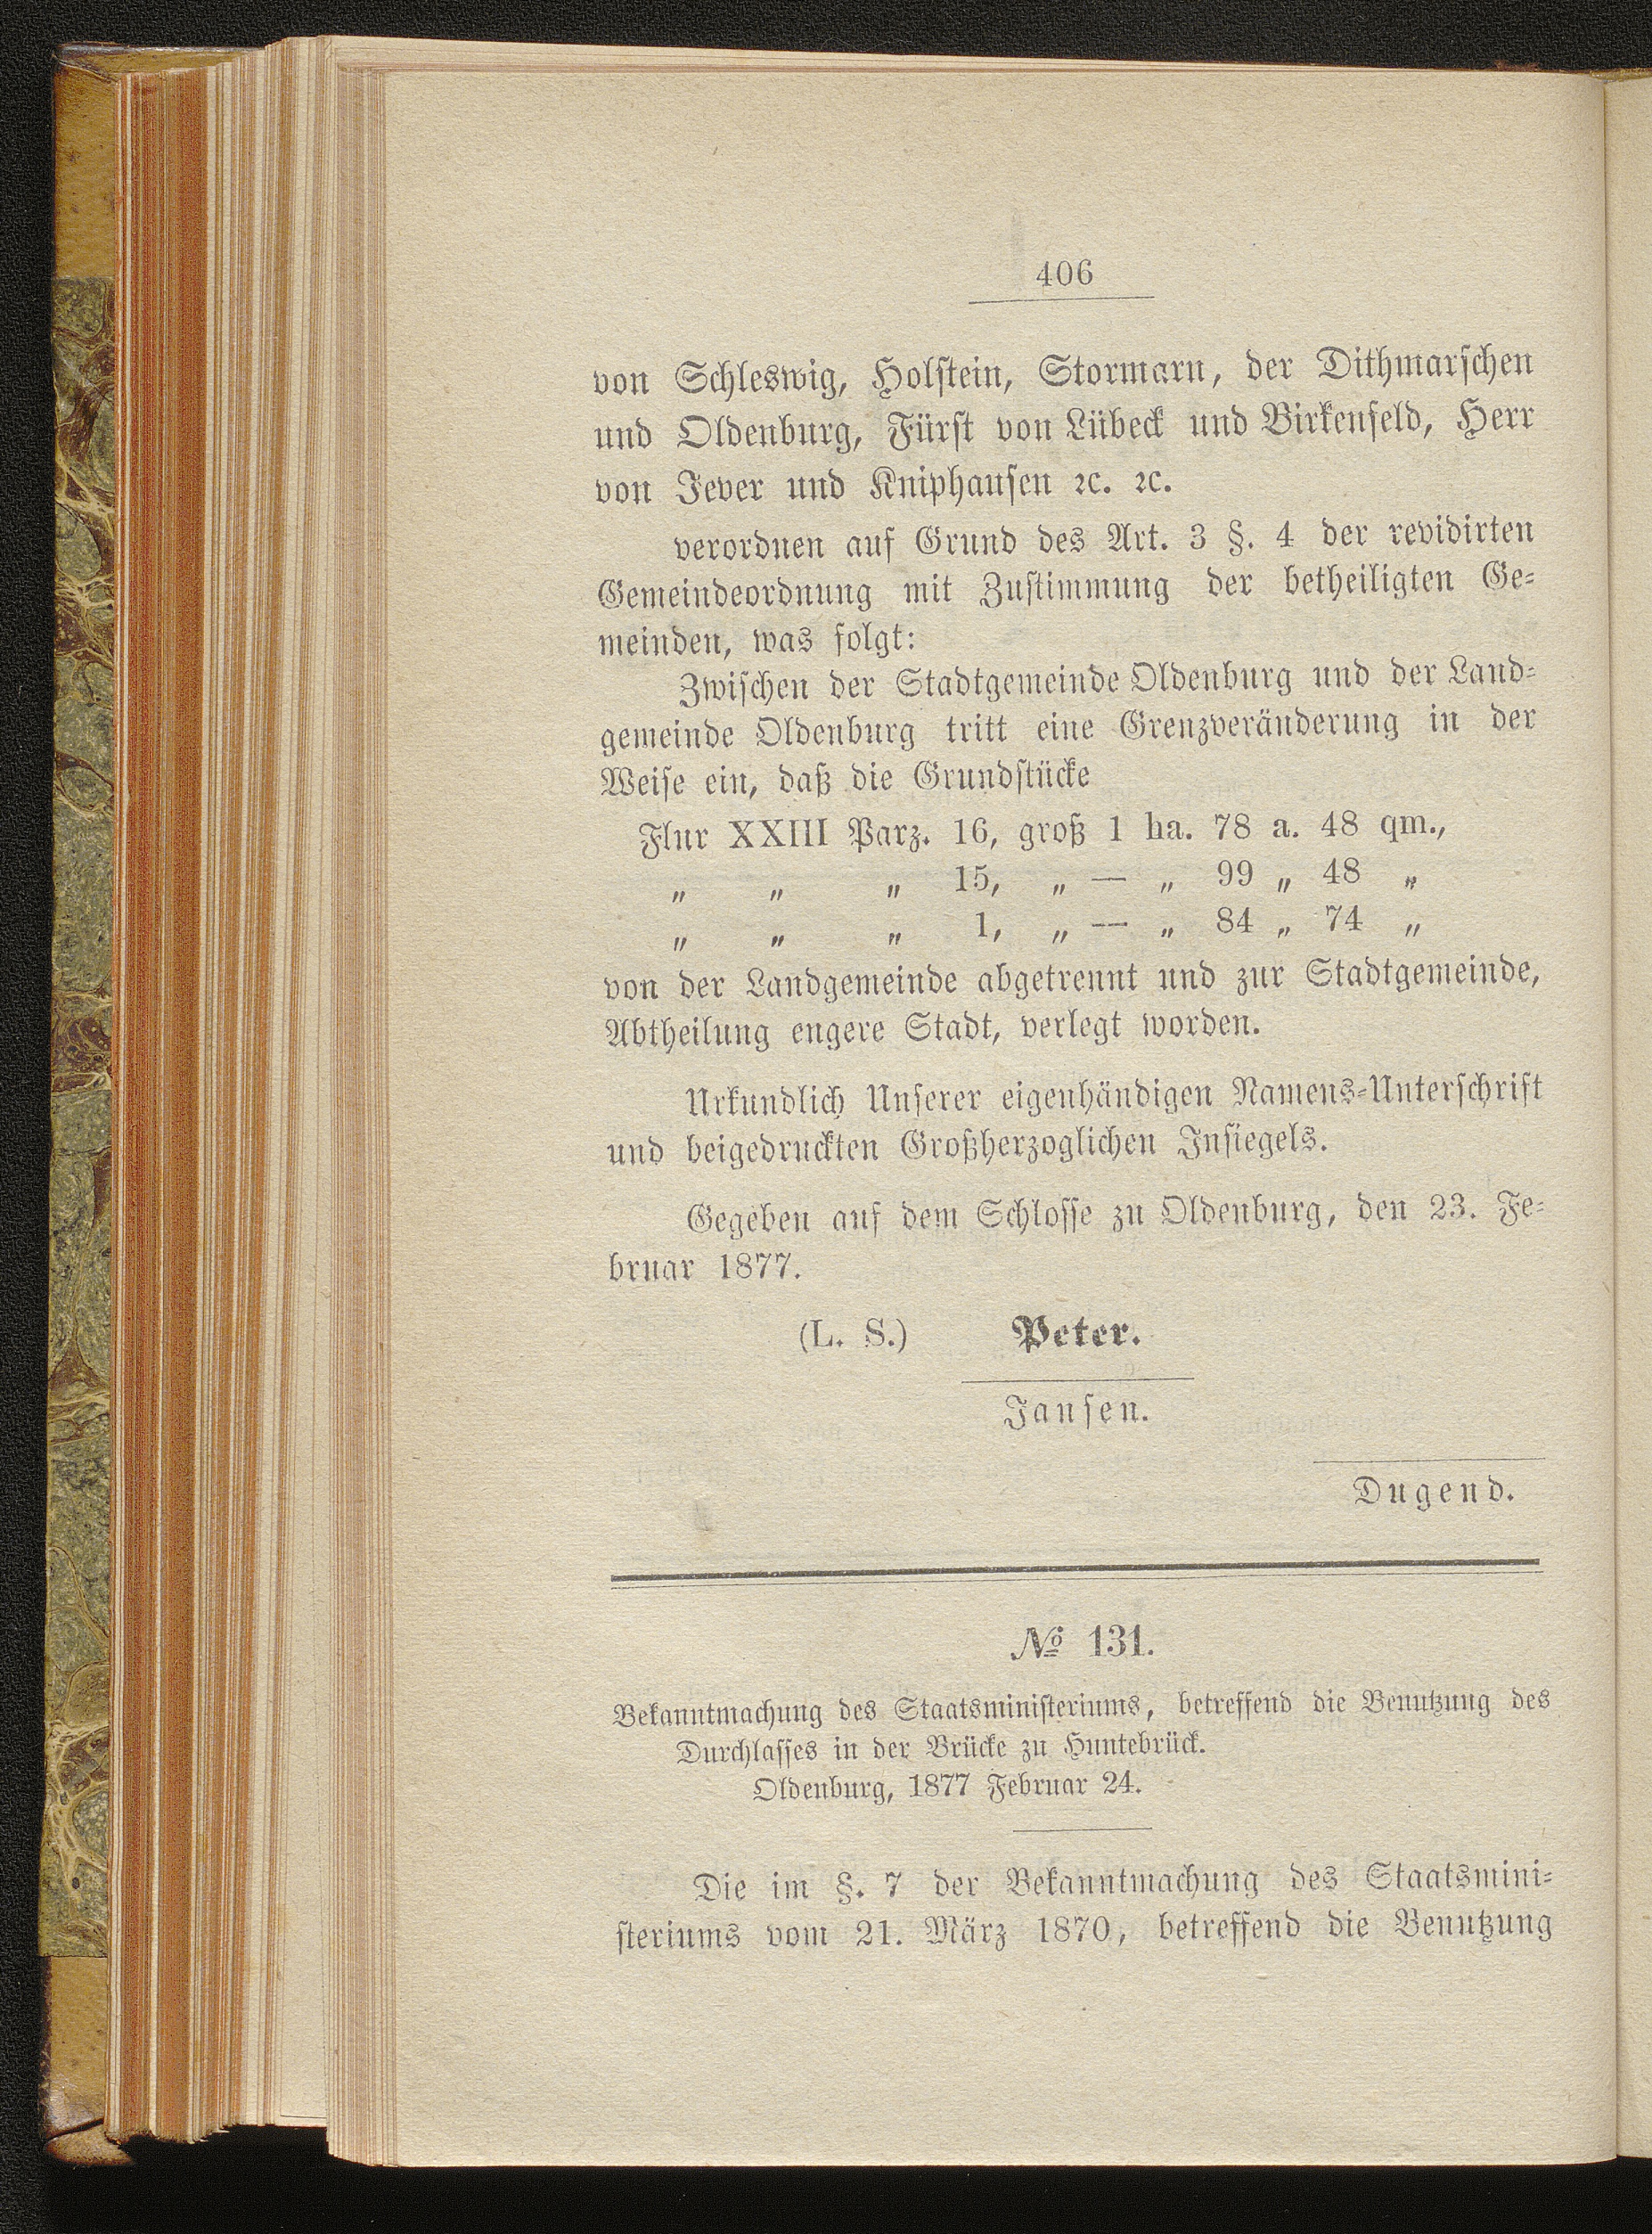 406
von Schleswig, Holstein, Stormarn, der Dithmarschen
und Oldenburg, Fürst von Lübeck und Birkenfeld, Herr
von Jever und Kniphausen ꝛc. ꝛc.
verordnen auf Grund des Art. 3 §. 4 der revidirten
Gemeindeordnung mit Zustimmung der betheiligten Ge-
meinden, was folgt:
Zwischen der Stadtgemeinde Oldenburg und der Land-
gemeinde Oldenburg tritt eine Grenzveränderung in der
Weise ein, daß die Grundstücke
Flur XXIII Parz. 16, groß 1 ha. 78 a. 48 qm.,
„ „ „ 15, „ — „ 99 „ 48 „
„ „ „ 1, „ — „ 84 „ 74 „
von der Landgemeinde abgetrennt und zur Stadtgemeinde,
Abtheilung engere Stadt, verlegt worden.
Urkundlich Unserer eigenhändigen Namens-Unterschrift
und beigedruckten Großherzoglichen Insiegels.
Gegeben auf dem Schlosse zu Oldenburg, den 23. Fe-
bruar 1877.
(L. S.) Peter.
Jansen.
Dugend.
№ 131.
Bekanntmachung des Staatsministeriums, betreffend die Benutzung des
Durchlasses in der Brücke zu Huntebrück.
Oldenburg, 1877 Februar 24.
Die im §. 7 der Bekanntmachung des Staatsmini-
steriums vom 21. März 1870, betreffend die Benutzung